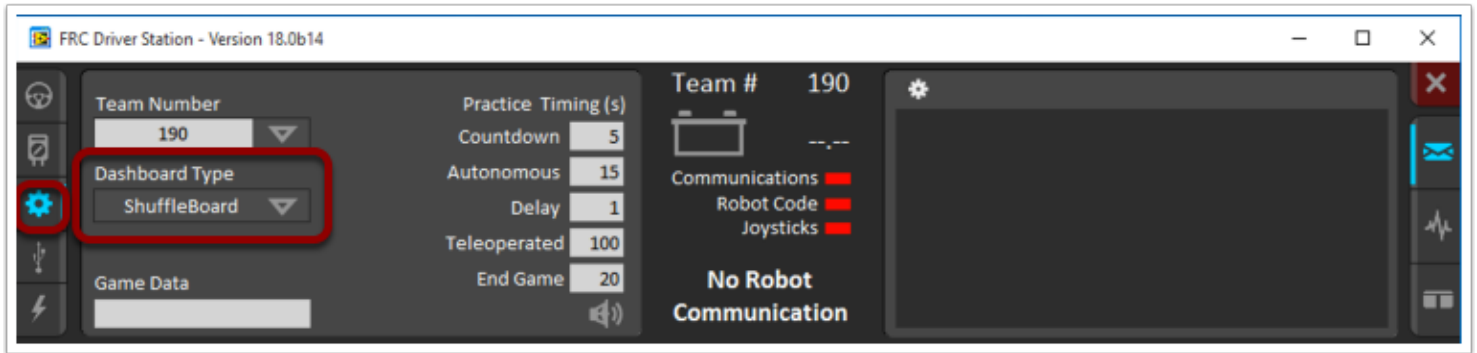 FRC Driver Station - Version 18.0b14
Team Number
190
Dashboard Type
ShuffleBoard
Game Data
Practice Timing (s)
Countdown 5
Autonomous 15
Delay 1
Teleoperated 100
End Game 20
Team # 190
--.--
Communications
Robot Code
Joysticks
No Robot
Communication